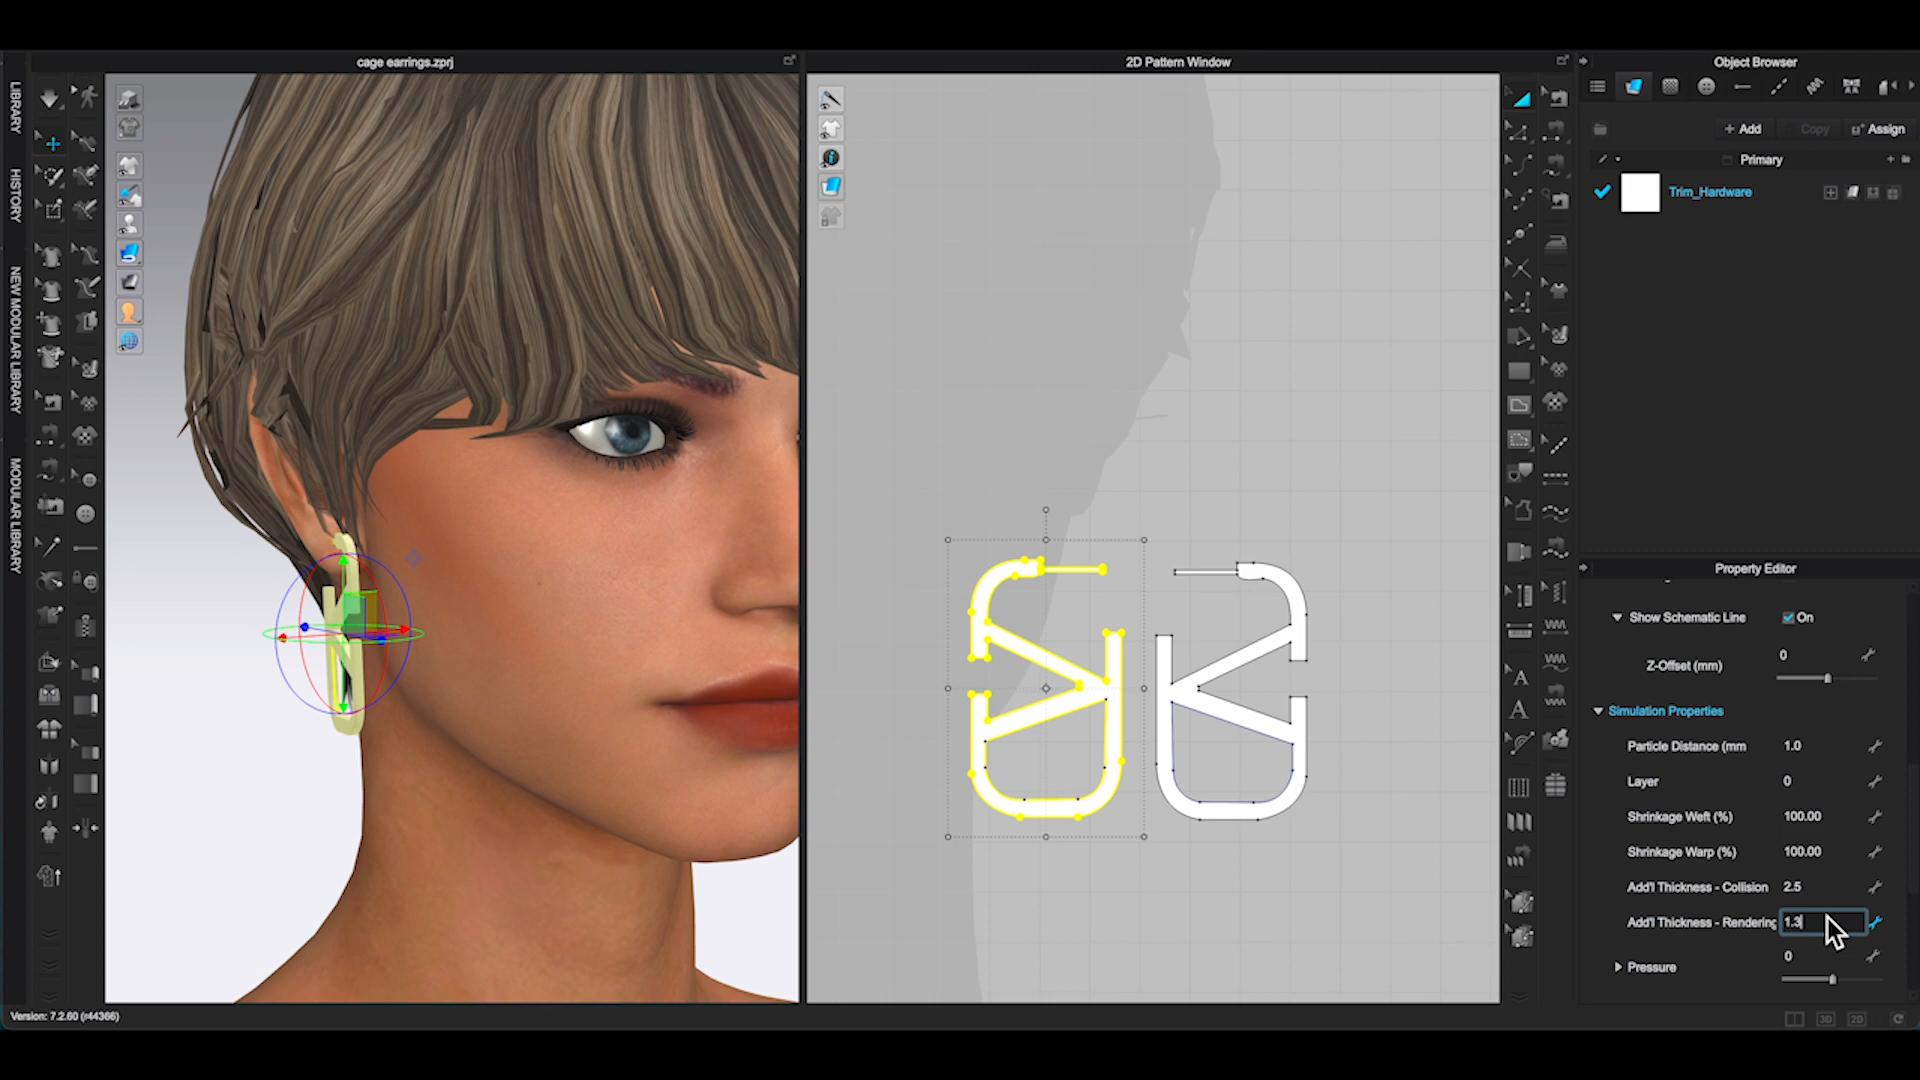 cage earrings.zprj
2D Pattern Window
Object Browser
LIBRARY
HISTORY
NEW MODULAR LIBRARY
MODULAR LIBRARY
+ Add
Copy
Assign
Primary
Trim_Hardware
Property Editor
Show Schematic Line
On
Z-Offset (mm)
0
Simulation Properties
Particle Distance (mm
1.0
Layer
0
Shrinkage Weft (%)
100.00
Shrinkage Warp (%)
100.00
Add'l Thickness - Collision
2.5
Add'l Thickness - Rendering
1.3
Pressure
0
Version: 7.2.60 (r44366)
3D
2D